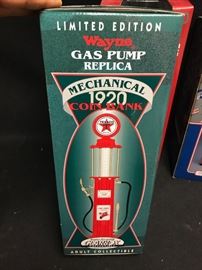 LIMITED EDITION
Wayne
GAS PUMP
REPLICA
MECHANICAL
1920
COIN BANK
ADULT COLLECTIBLE